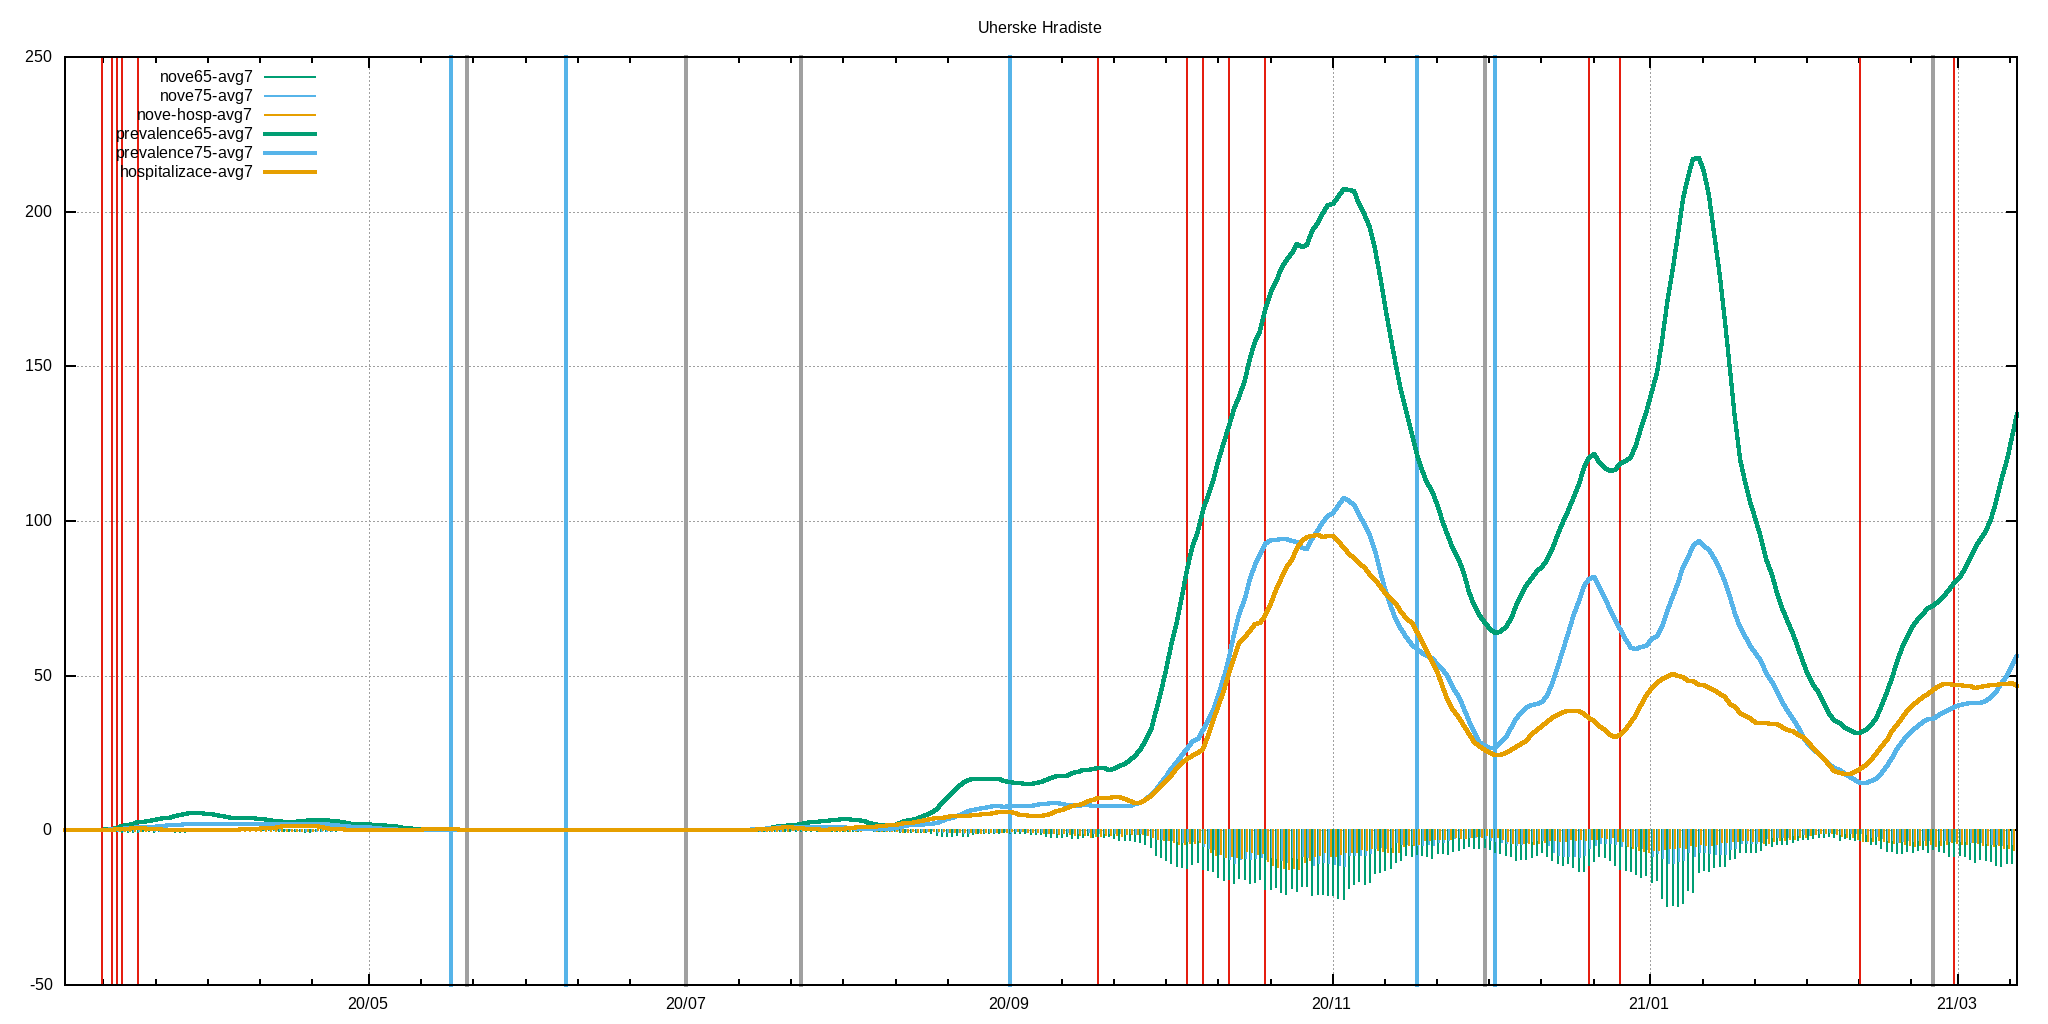 Uherske Hradiste
250
200
150
100
50
0
-50
nove65-avg7
nove75-avg7
nove-hosp-avg7
prevalence65-avg7
prevalence75-avg7
hospitalizace-avg7
20/05 20/07 20/09 20/11 21/01 21/03